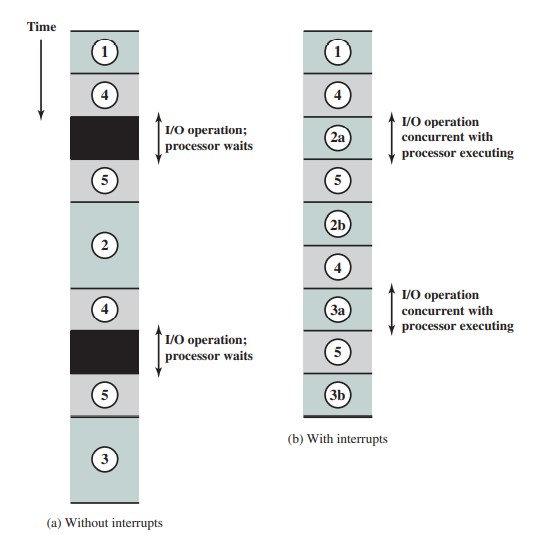 Time
1
4
I/O operation;
processor waits
5
2
4
I/O operation;
processor waits
5
3
(a) Without interrupts
1
4
2a
I/O operation
concurrent with
processor executing
5
2b
4
3a
I/O operation
concurrent with
processor executing
5
3b
(b) With interrupts